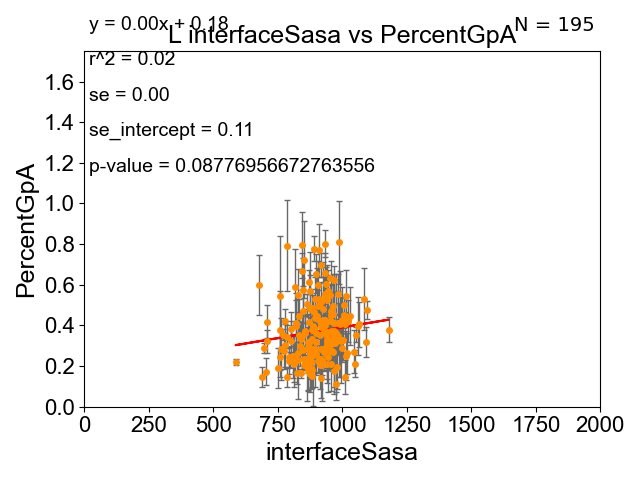 y = 0.00x + 0.18
N = 195
L interfaceSasa vs PercentGpA
r^2 = 0.02
se = 0.00
se_intercept = 0.11
p-value = 0.08776956672763556
PercentGpA
1.6
1.4
1.2
1.0
0.8
0.6
0.4
0.2
0.0
0 250 500 750 1000 1250 1500 1750 2000
interfaceSasa